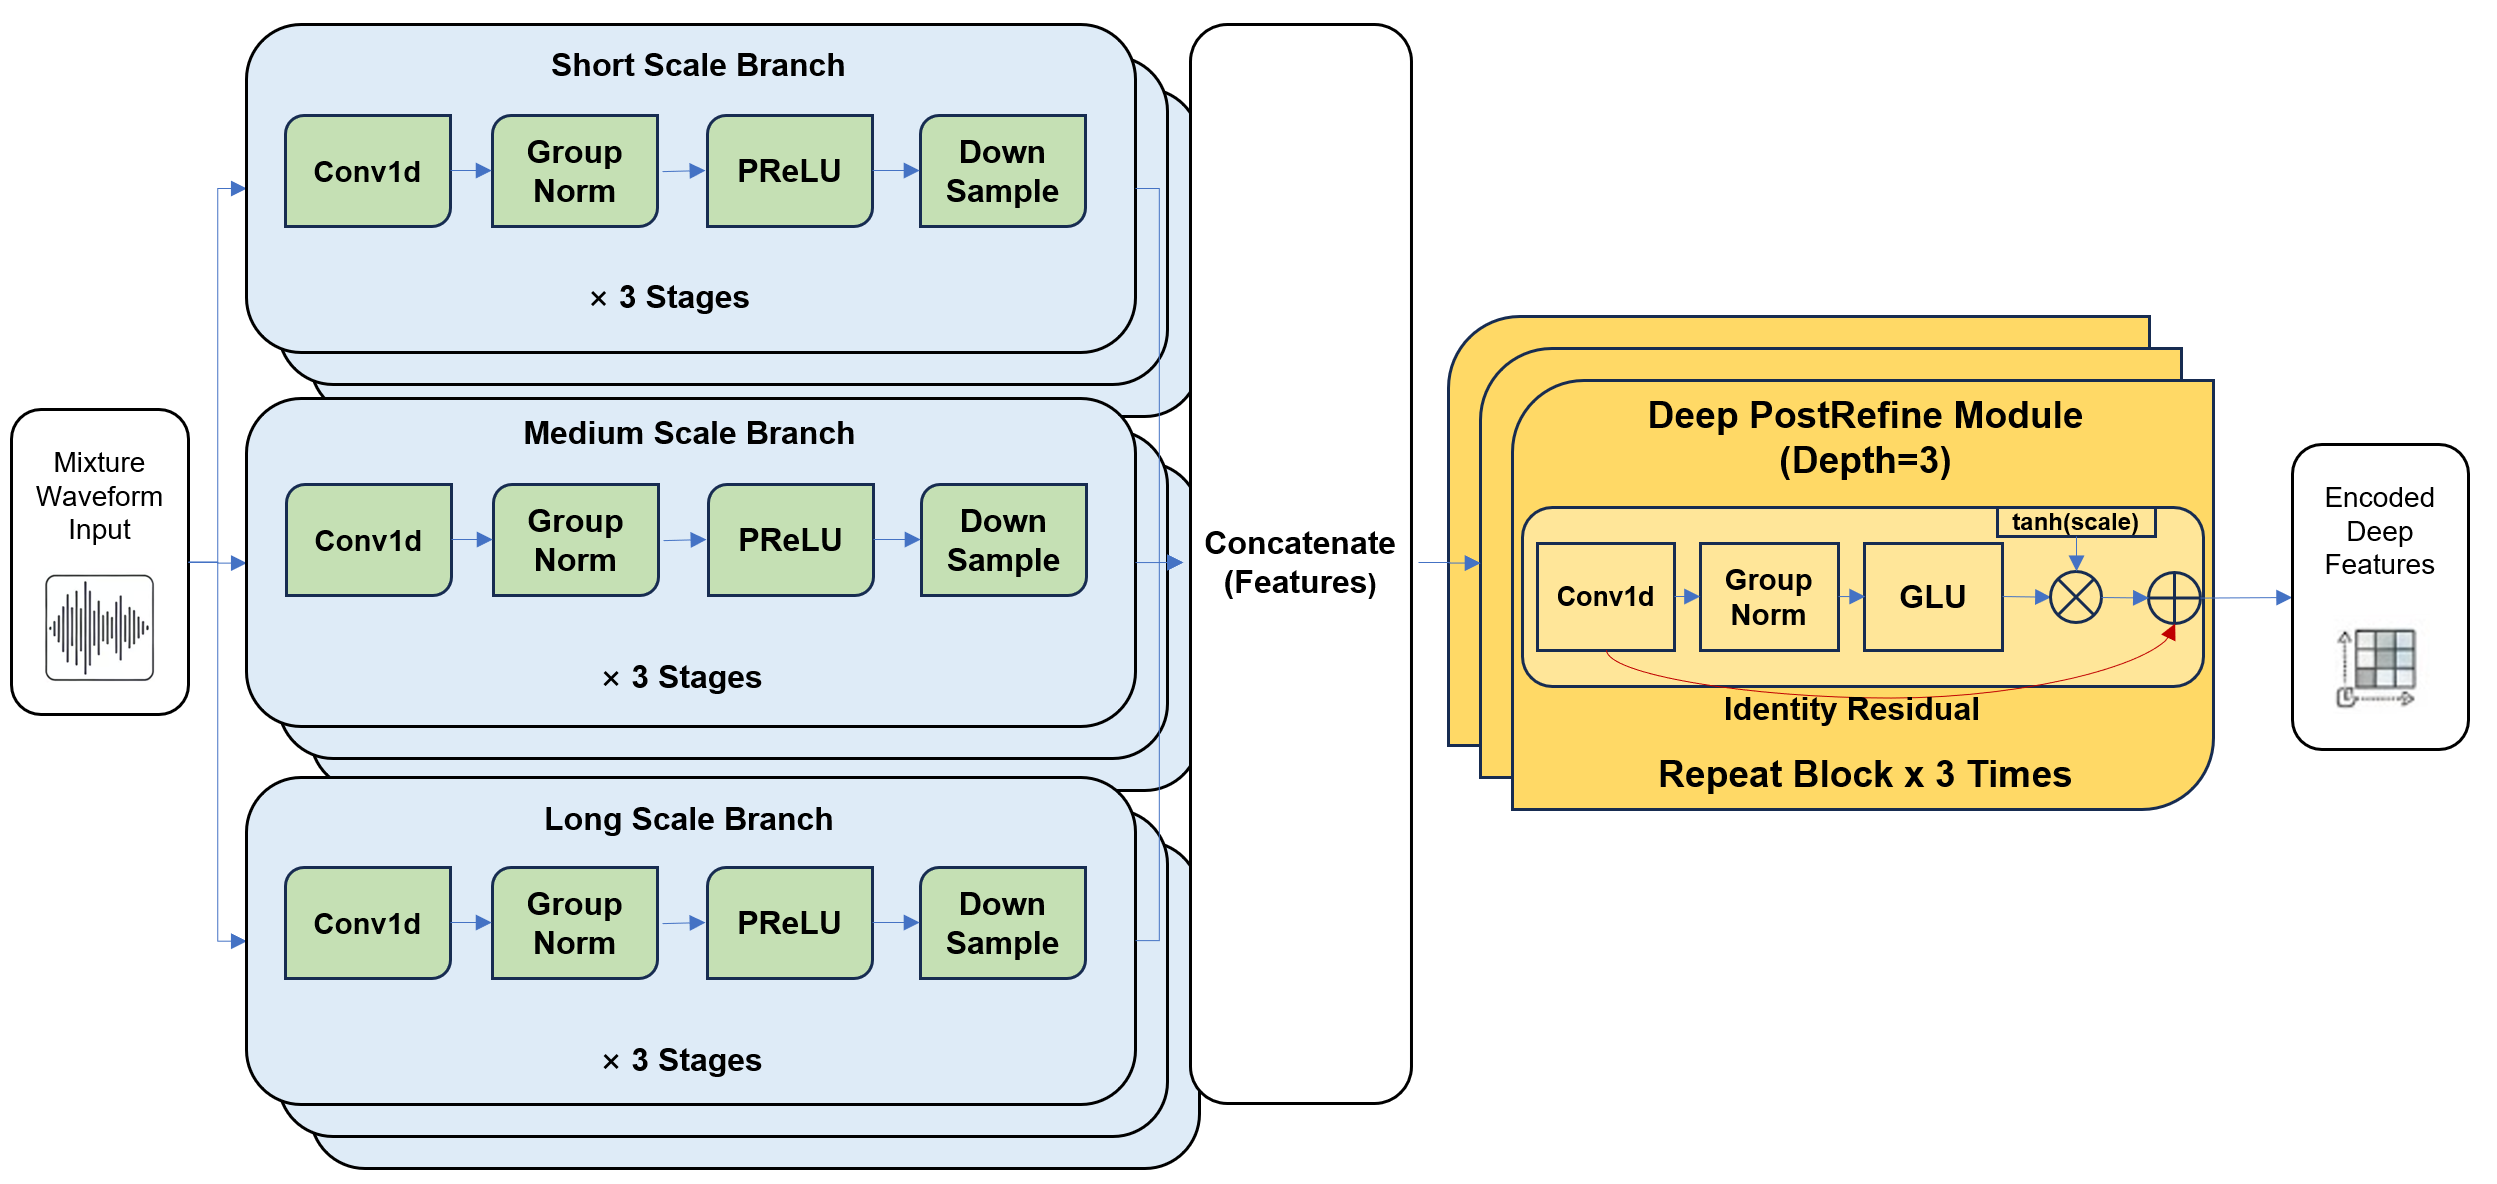 Mixture
Waveform
Input
Short Scale Branch
Conv1d
Group
Norm
PReLU
Down
Sample
× 3 Stages
Medium Scale Branch
Conv1d
Group
Norm
PReLU
Down
Sample
× 3 Stages
Long Scale Branch
Conv1d
Group
Norm
PReLU
Down
Sample
× 3 Stages
Concatenate
(Features)
Deep PostRefine Module
(Depth=3)
tanh(scale)
Conv1d
Group
Norm
GLU
Identity Residual
Repeat Block x 3 Times
Encoded
Deep
Features